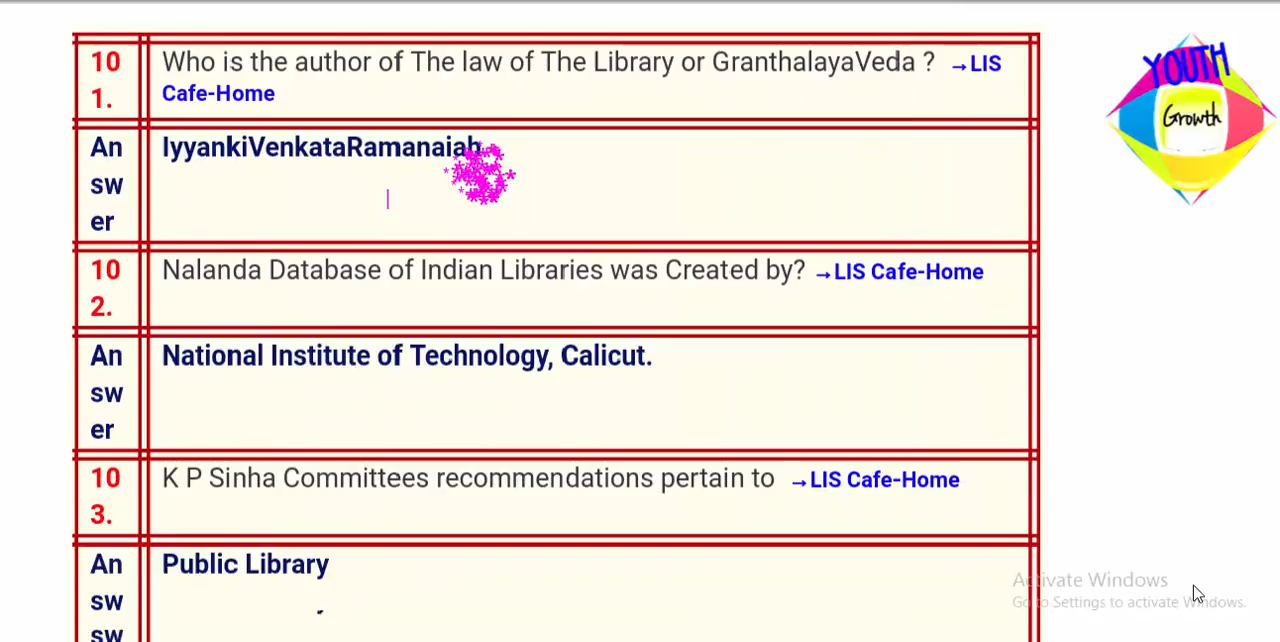 10
1.
Who is the author of The law of The Library or GranthalayaVeda ? →LIS
Cafe-Home
An
sw
er
IyyankiVenkataRamanaiah
10
2.
Nalanda Database of Indian Libraries was Created by? →LIS Cafe-Home
An
sw
er
National Institute of Technology, Calicut.
10
3.
K P Sinha Committees recommendations pertain to →LIS Cafe-Home
An
sw
sw
Public Library
YOUTH
Growth
Activate Windows
Go to Settings to activate Windows.